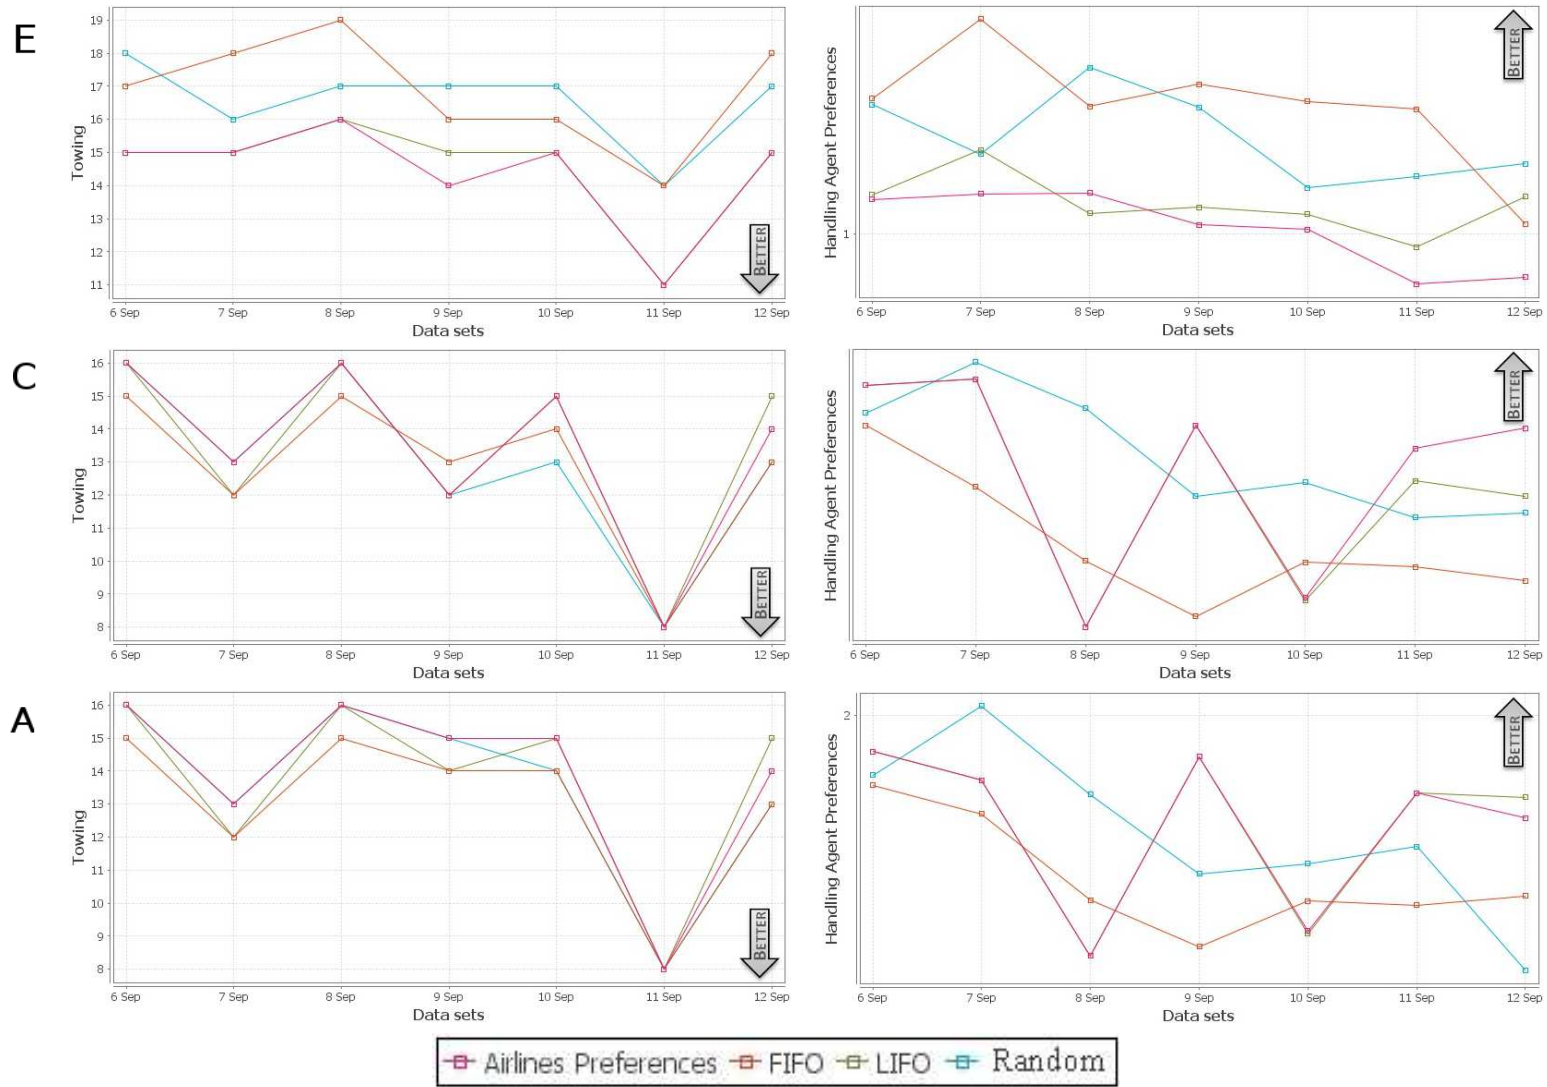 E
19
18
17
16
15
14
13
12
11
Towing
BETTER
6 Sep 7 Sep 8 Sep 9 Sep 10 Sep 11 Sep 12 Sep
Data sets
Handling Agent Preferences
1
BETTER
6 Sep 7 Sep 8 Sep 9 Sep 10 Sep 11 Sep 12 Sep
Data sets
C
16
15
14
13
12
11
10
9
8
Towing
BETTER
6 Sep 7 Sep 8 Sep 9 Sep 10 Sep 11 Sep 12 Sep
Data sets
Handling Agent Preferences
BETTER
6 Sep 7 Sep 8 Sep 9 Sep 10 Sep 11 Sep 12 Sep
Data sets
A
16
15
14
13
12
11
10
9
8
Towing
BETTER
6 Sep 7 Sep 8 Sep 9 Sep 10 Sep 11 Sep 12 Sep
Data sets
Handling Agent Preferences
2
BETTER
6 Sep 7 Sep 8 Sep 9 Sep 10 Sep 11 Sep 12 Sep
Data sets
Airlines Preferences FIFO LIFO Random